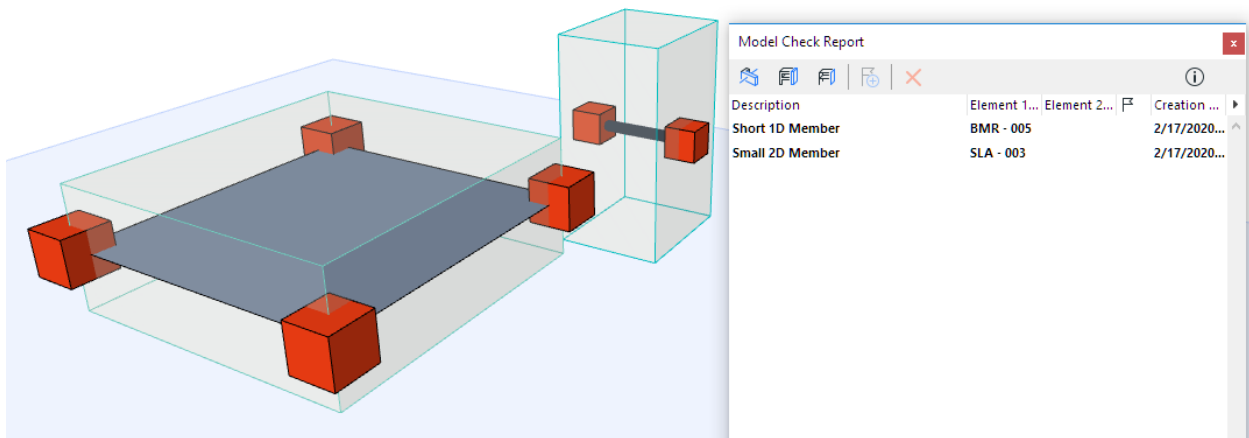 Model Check Report
Description Element 1... Element 2... Creation ...
Short 1D Member BMR - 005 2/17/2020...
Small 2D Member SLA - 003 2/17/2020...